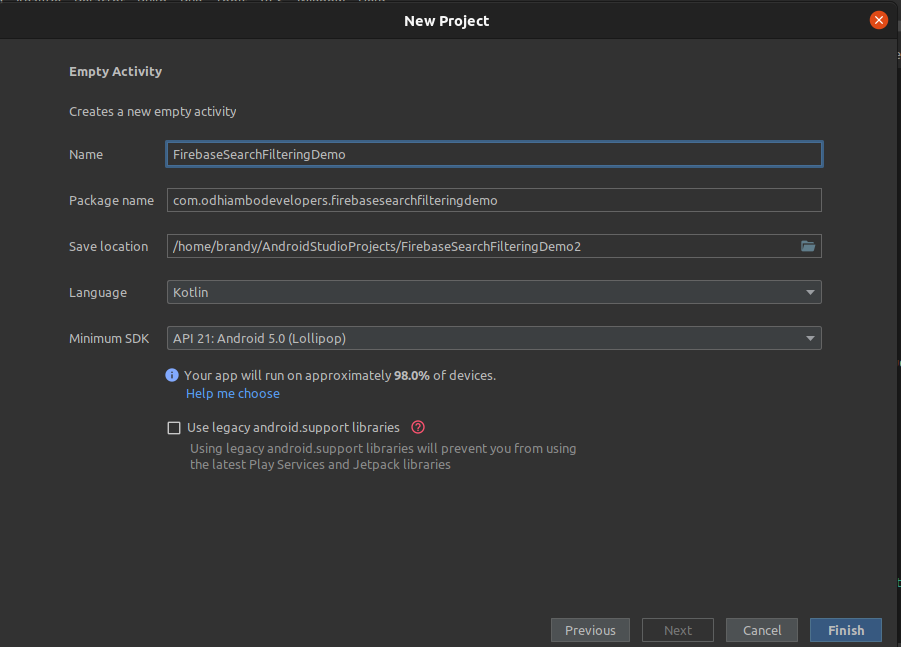 New Project
Empty Activity
Creates a new empty activity
Name FirebaseSearchFilteringDemo
Package name com.odhiambodevelopers.firebasesearchfilteringdemo
Save location /home/brandy/AndroidStudioProjects/FirebaseSearchFilteringDemo2
Language Kotlin
Minimum SDK API 21: Android 5.0 (Lollipop)
Your app will run on approximately 98.0% of devices.
Help me choose
Use legacy android.support libraries
Using legacy android.support libraries will prevent you from using
the latest Play Services and Jetpack libraries
Previous Next Cancel Finish